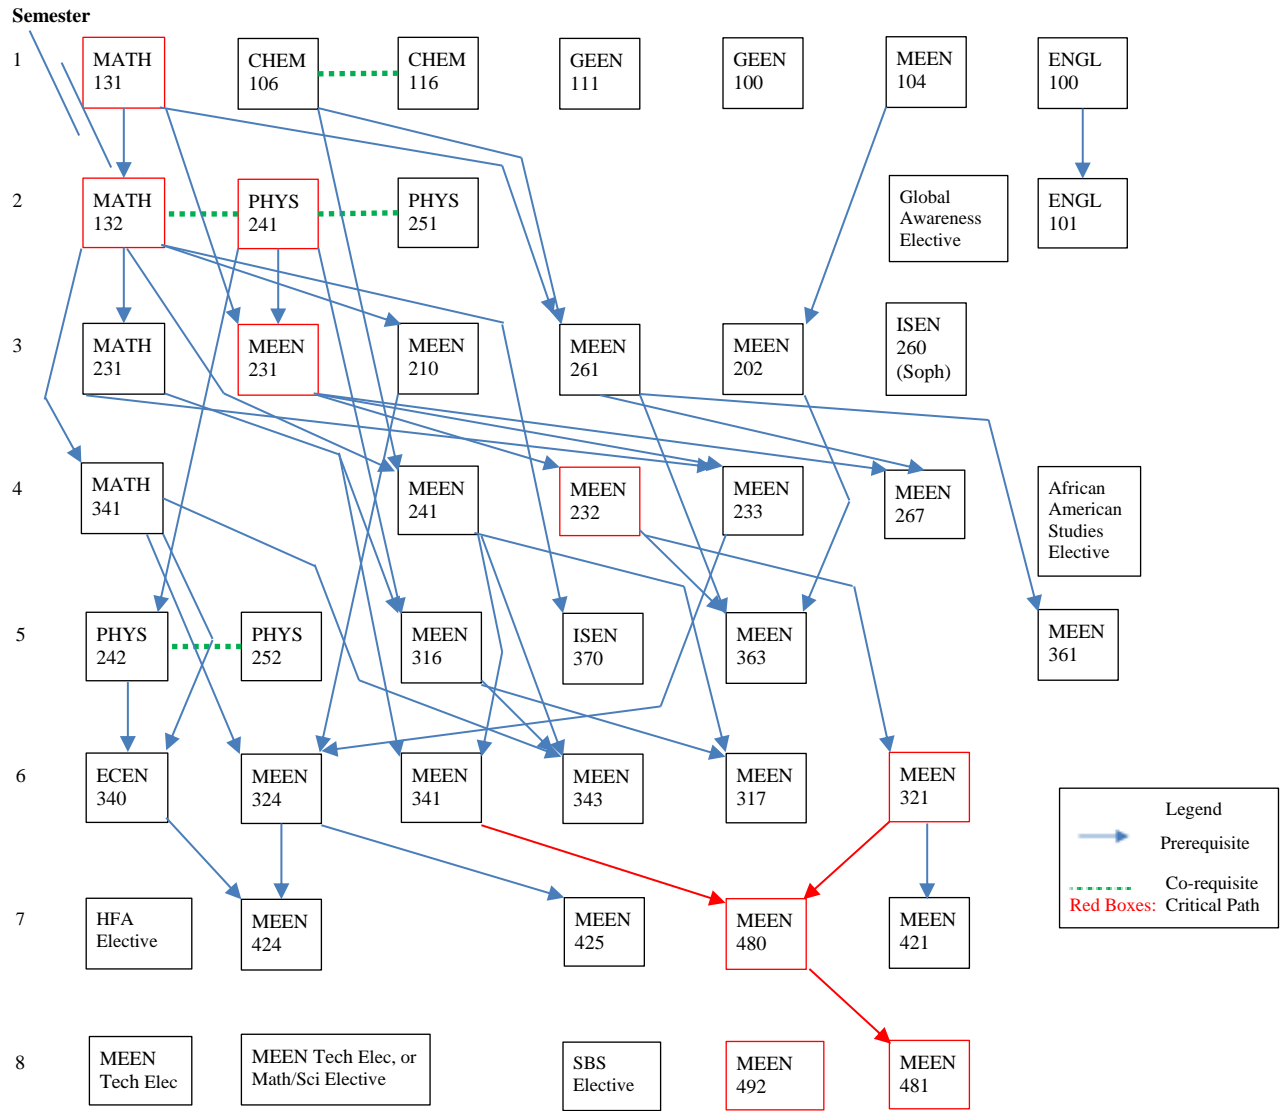 Semester
1
MATH
131
CHEM
106
CHEM
116
GEEN
111
GEEN
100
MEEN
104
ENGL
100
2
MATH
132
PHYS
241
PHYS
251
Global
Awareness
Elective
ENGL
101
3
MATH
231
MEEN
231
MEEN
210
MEEN
261
MEEN
202
ISEN
260
(Soph)
4
MATH
341
MEEN
241
MEEN
232
MEEN
233
MEEN
267
African
American
Studies
Elective
5
PHYS
242
PHYS
252
MEEN
316
ISEN
370
MEEN
363
MEEN
361
6
ECEN
340
MEEN
324
MEEN
341
MEEN
343
MEEN
317
MEEN
321
Legend
Prerequisite
Co-requisite
Red Boxes: Critical Path
7
HFA
Elective
MEEN
424
MEEN
425
MEEN
480
MEEN
421
8
MEEN
Tech Elec
MEEN Tech Elec, or
Math/Sci Elective
SBS
Elective
MEEN
492
MEEN
481